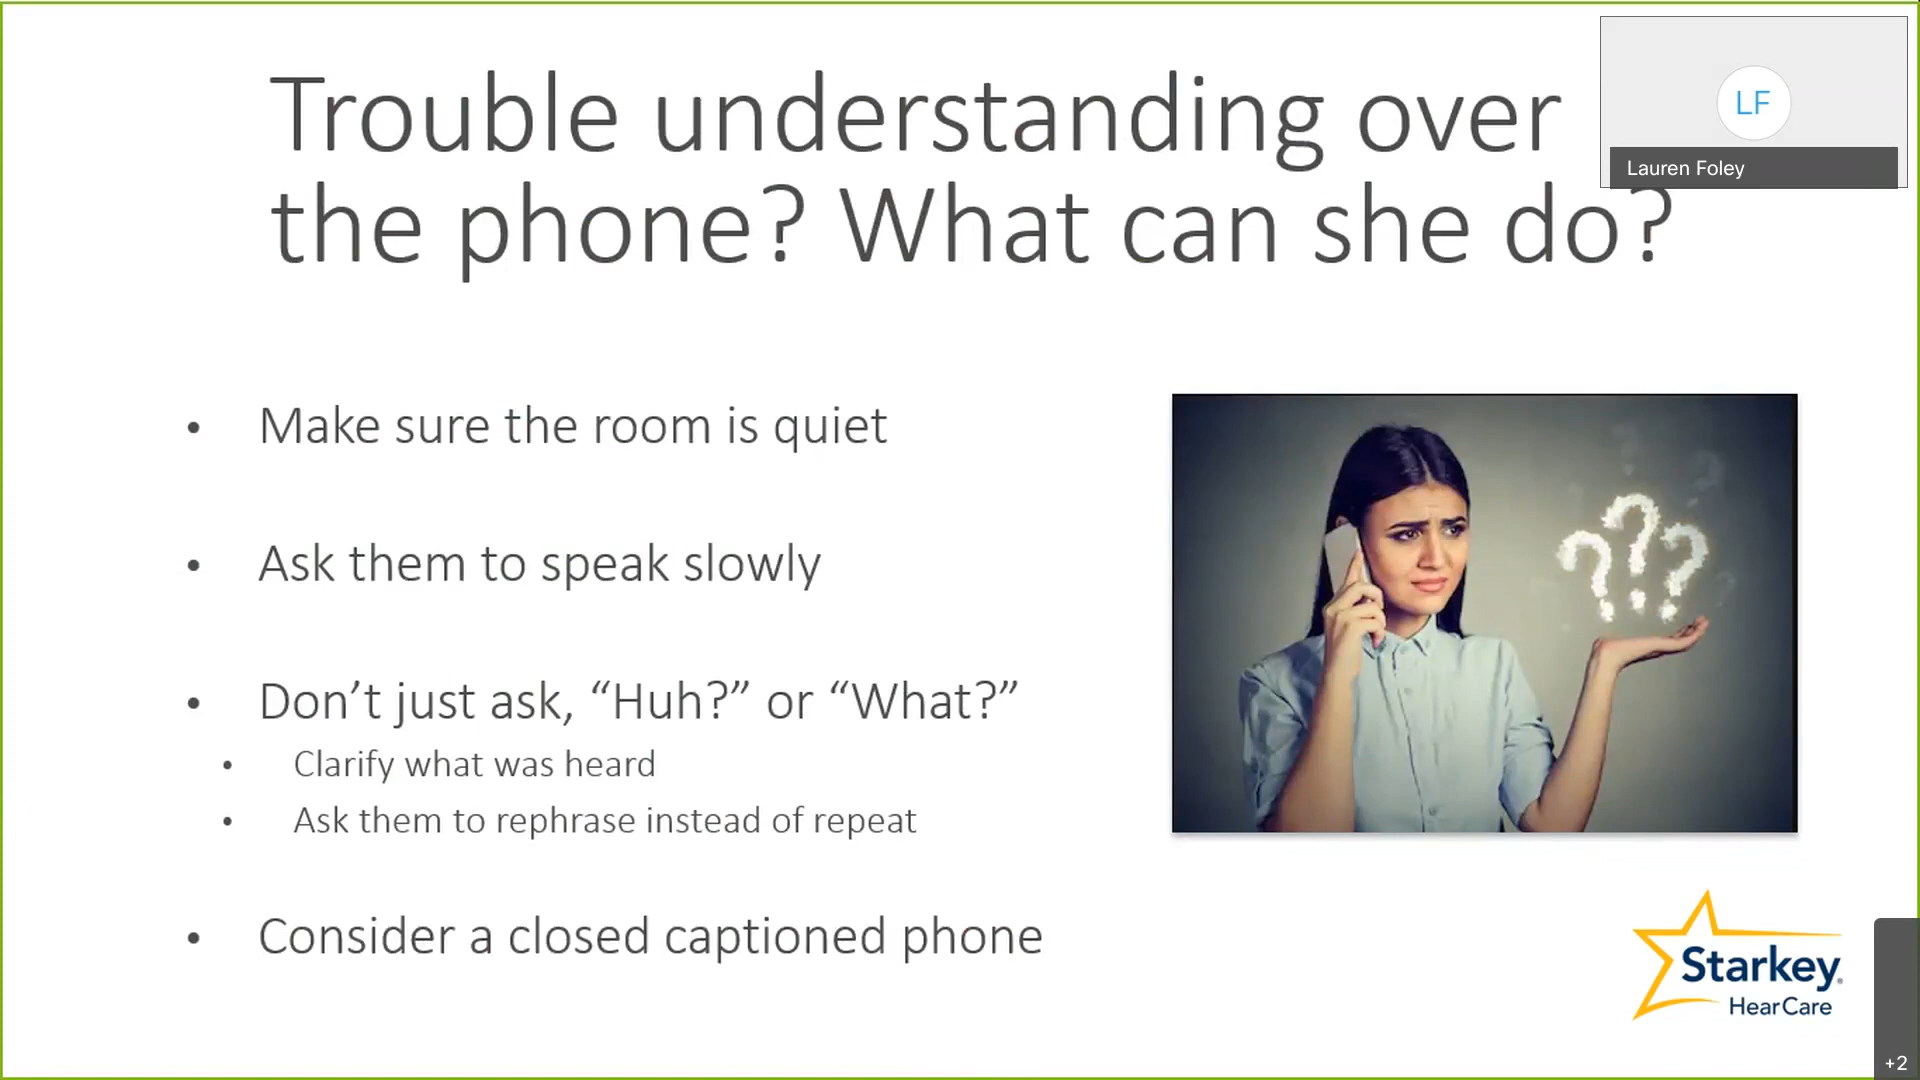 Trouble understanding over
the phone? What can she do?
LF
Lauren Foley
• Make sure the room is quiet
• Ask them to speak slowly
• Don’t just ask, “Huh?” or “What?”
• Clarify what was heard
• Ask them to rephrase instead of repeat
• Consider a closed captioned phone
???
Starkey®
HearCare
+2